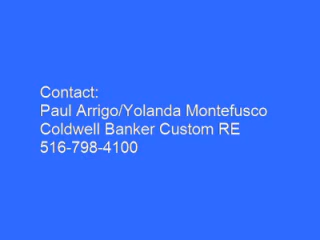 Contact:
Paul Arrigo/Yolanda Montefusco
Coldwell Banker Custom RE
516-798-4100